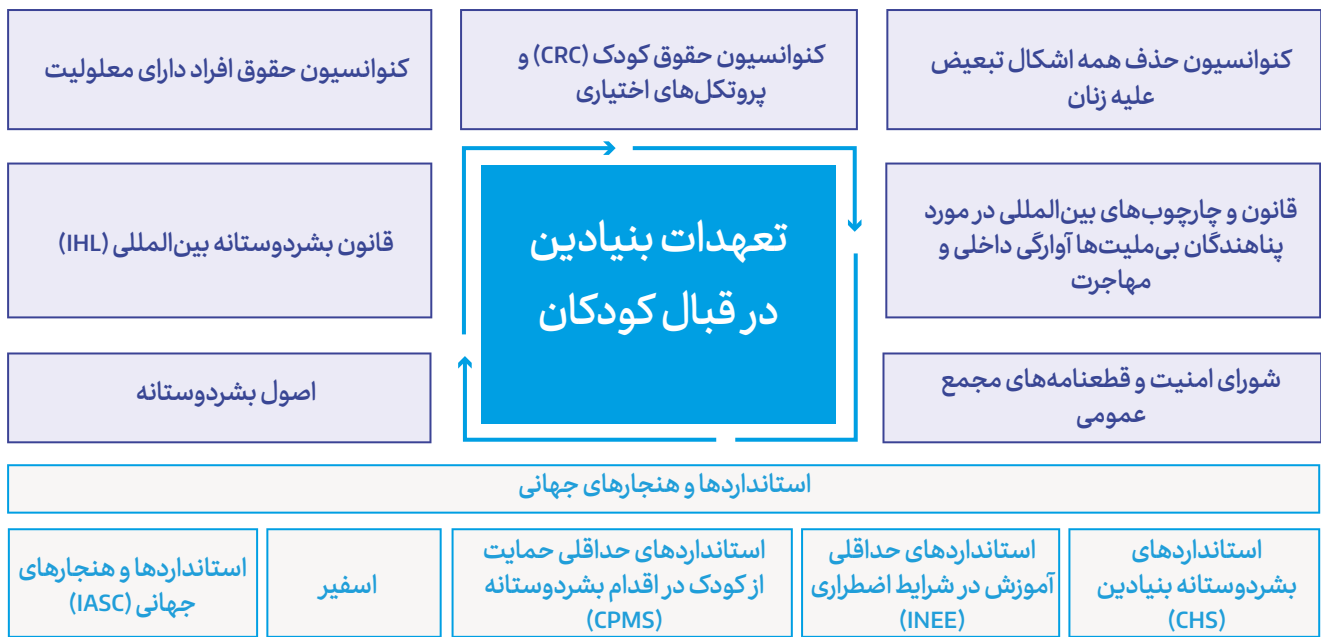 کنوانسیون حذف همه اشکال تبعیض
علیه زنان
کنوانسیون حقوق کودک (CRC) و
پروتکل‌های اختیاری
کنوانسیون حقوق افراد دارای معلولیت
قانون و چارچوب‌های بین‌المللی در مورد
پناهندگان بی‌ملیت‌ها آوارگی داخلی و
مهاجرت
تعهدات بنیادین
در قبال کودکان
قانون بشردوستانه بین‌المللی (IHL)
شورای امنیت و قطعنامه‌های مجمع
عمومی
اصول بشردوستانه
استانداردها و هنجارهای جهانی
استانداردهای
بشردوستانه بنیادین
(CHS)
استانداردهای حداقلی
آموزش در شرایط اضطراری
(INEE)
استانداردهای حداقلی حمایت
از کودک در اقدام بشردوستانه
(CPMS)
اسفیر
استانداردها و هنجارهای
جهانی (IASC)